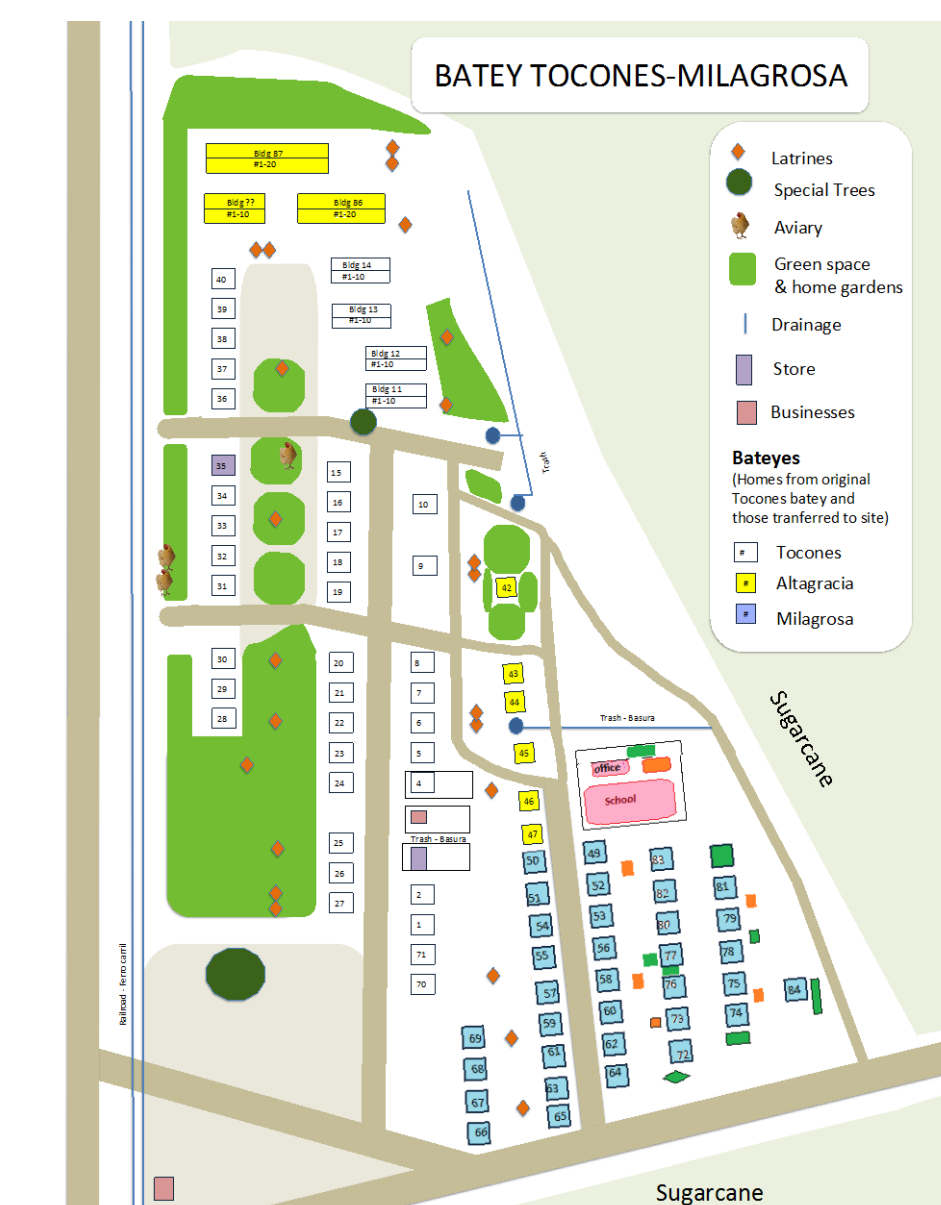 BATEY TOCONES-MILAGROSA
Latrines
Special Trees
Aviary
Green space
& home gardens
Drainage
Store
Businesses
Bateyes
(Homes from original
Tocones batey and
those tranferred to site)
# Tocones
# Altagracia
# Milagrosa
Bldg B7
#1-20
Bldg ??
#1-10
Bldg B6
#1-20
Bldg 14
#1-10
Bldg 13
#1-10
Bldg 12
#1-10
Bldg 11
#1-10
40
39
38
37
36
35
34
33
32
31
30
29
28
15
16
17
18
19
20
21
22
23
24
25
26
27
10
9
8
7
6
5
4
Trash - Basura
2
1
71
70
Trash
42
43
44
45
46
47
Trash - Basura
office
School
50
51
54
55
57
59
61
63
65
69
68
67
66
49
52
53
56
58
60
62
64
83
82
80
77
76
73
72
81
79
78
75
74
84
Railroad - ferro carril
Sugarcane
Sugarcane